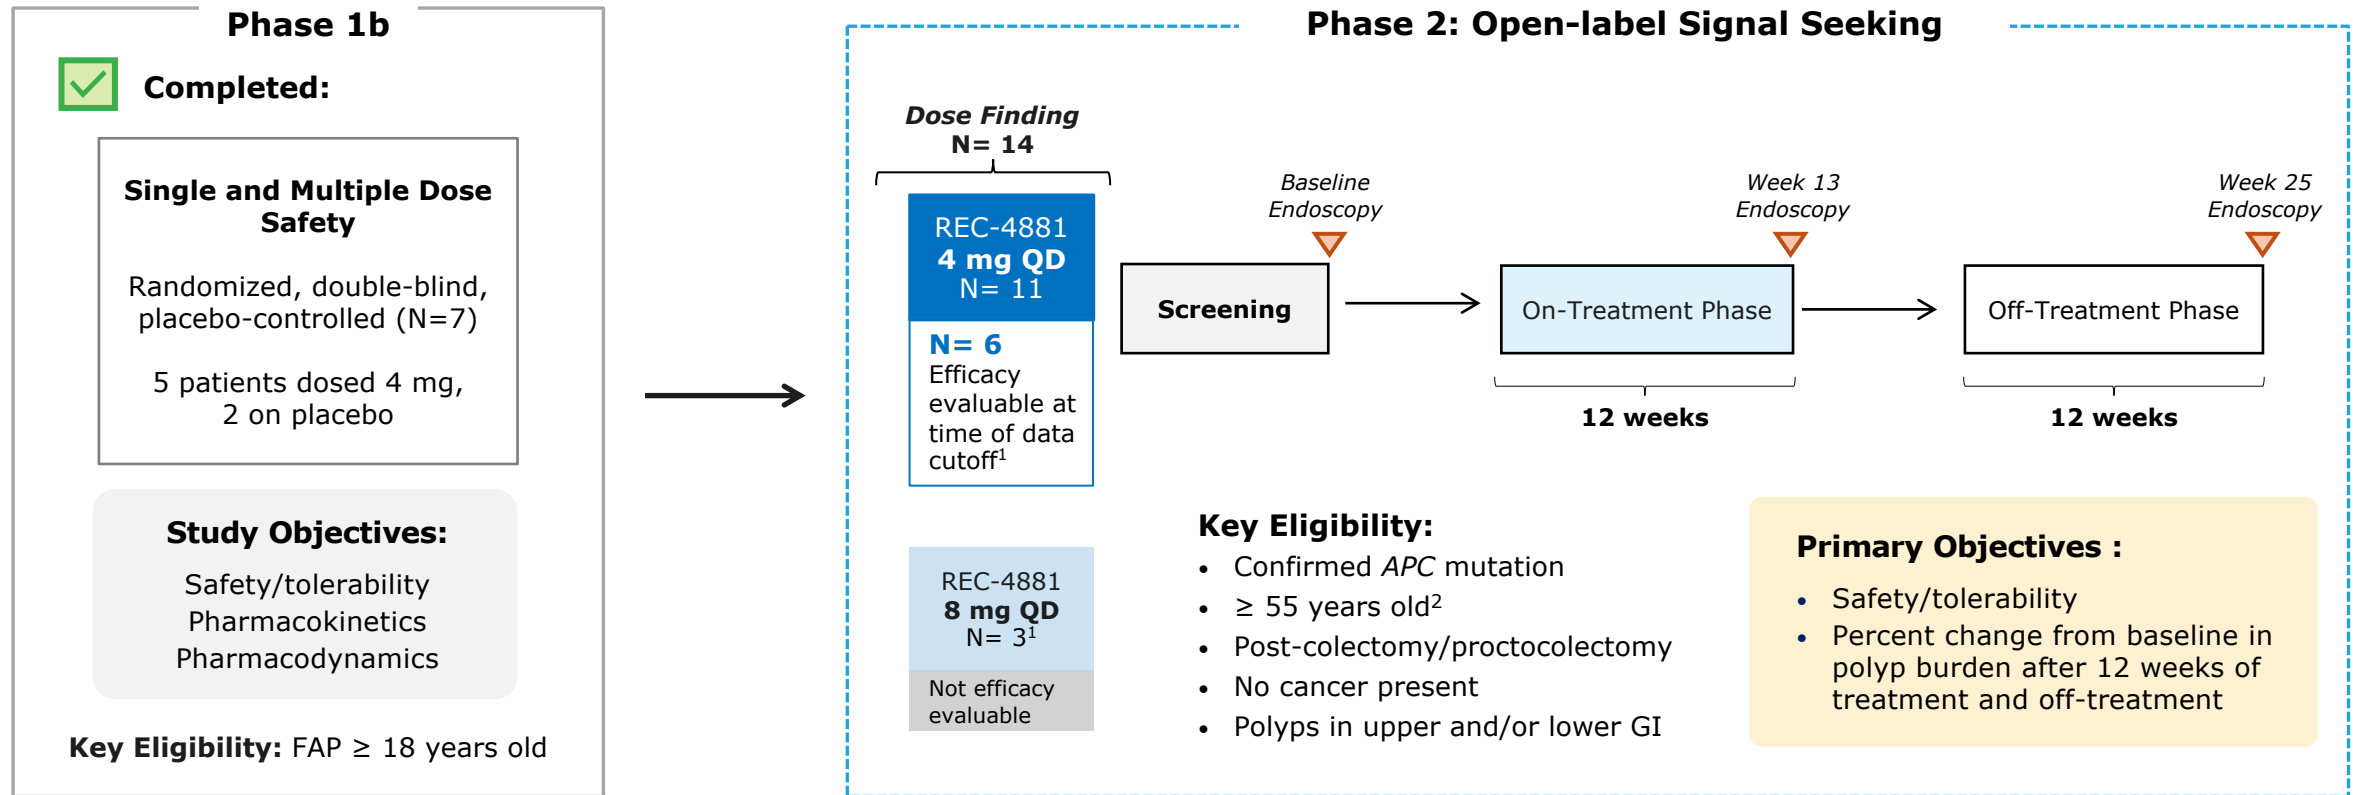 Phase 1b
Completed:
Single and Multiple Dose
Safety
Randomized, double-blind,
placebo-controlled (N=7)
5 patients dosed 4 mg,
2 on placebo
Study Objectives:
Safety/tolerability
Pharmacokinetics
Pharmacodynamics
Key Eligibility: FAP ≥ 18 years old
Phase 2: Open-label Signal Seeking
Dose Finding
N= 14
REC-4881
4 mg QD
N= 11
N= 6
Efficacy
evaluable at
time of data
cutoff¹
REC-4881
8 mg QD
N= 3¹
Not efficacy
evaluable
Screening
Baseline
Endoscopy
On-Treatment Phase
12 weeks
Week 13
Endoscopy
Off-Treatment Phase
12 weeks
Week 25
Endoscopy
Key Eligibility:
• Confirmed APC mutation
• ≥ 55 years old²
• Post-colectomy/proctocolectomy
• No cancer present
• Polyps in upper and/or lower GI
Primary Objectives :
• Safety/tolerability
• Percent change from baseline in
polyp burden after 12 weeks of
treatment and off-treatment